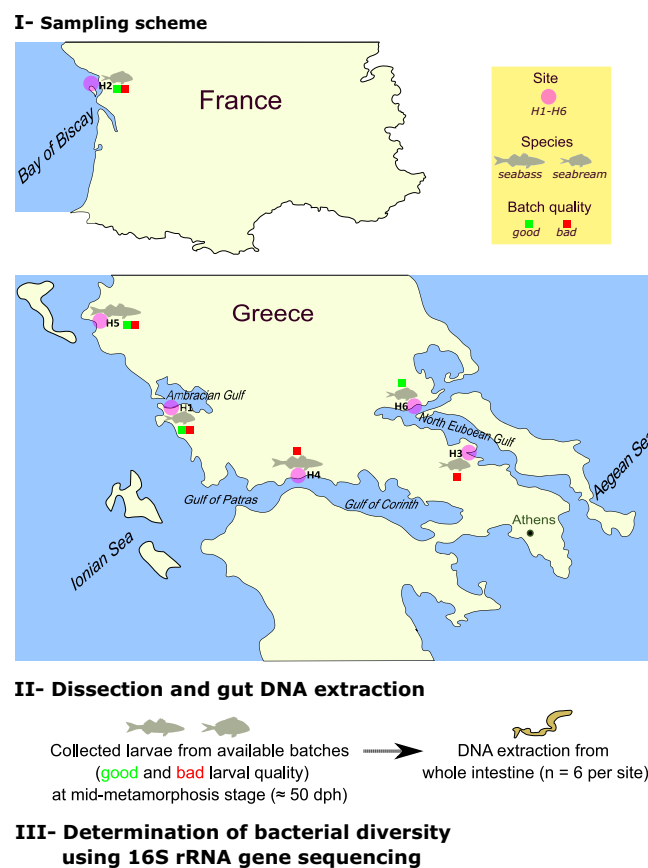 I- Sampling scheme
H2
France
Bay of Biscay
Site
H1-H6
Species
seabass seabream
Batch quality
good bad
Greece
H5
Ambracian Gulf
H1
H6
North Euboean Gulf
H3
H4
Gulf of Patras
Gulf of Corinth
Aegean Sea
Athens
Ionian Sea
II- Dissection and gut DNA extraction
Collected larvae from available batches
(good and bad larval quality)
at mid-metamorphosis stage (≈ 50 dph)
DNA extraction from
whole intestine (n = 6 per site)
III- Determination of bacterial diversity
using 16S rRNA gene sequencing